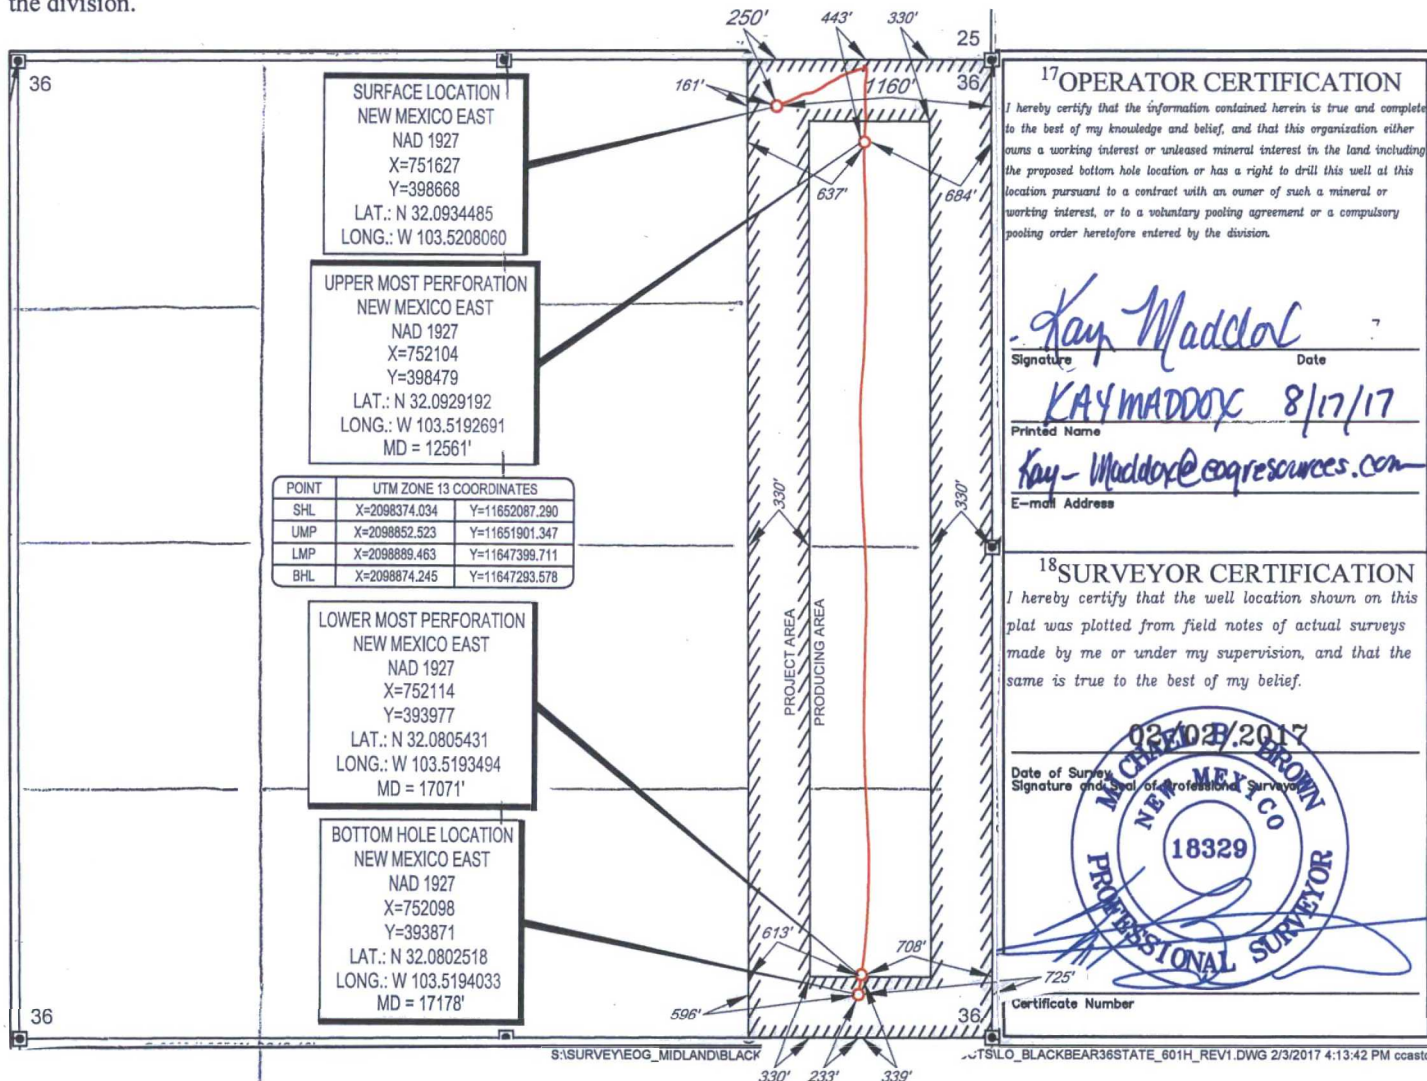 the division.
250'
443'
330'
25
36
36
161'
1160'
637'
684'
SURFACE LOCATION
NEW MEXICO EAST
NAD 1927
X=751627
Y=398668
LAT.: N 32.0934485
LONG.: W 103.5208060
UPPER MOST PERFORATION
NEW MEXICO EAST
NAD 1927
X=752104
Y=398479
LAT.: N 32.0929192
LONG.: W 103.5192691
MD = 12561'
POINT UTM ZONE 13 COORDINATES
SHL X=2098374.034 Y=11652087.290
UMP X=2098852.523 Y=11651901.347
LMP X=2098889.463 Y=11647399.711
BHL X=2098874.245 Y=11647293.578
330'
330'
PROJECT AREA
PRODUCING AREA
LOWER MOST PERFORATION
NEW MEXICO EAST
NAD 1927
X=752114
Y=393977
LAT.: N 32.0805431
LONG.: W 103.5193494
MD = 17071'
BOTTOM HOLE LOCATION
NEW MEXICO EAST
NAD 1927
X=752098
Y=393871
LAT.: N 32.0802518
LONG.: W 103.5194033
MD = 17178'
613'
708'
725'
596'
36
36
330'
233'
339'
17 OPERATOR CERTIFICATION
I hereby certify that the information contained herein is true and complete
to the best of my knowledge and belief, and that this organization either
owns a working interest or unleased mineral interest in the land including
the proposed bottom hole location or has a right to drill this well at this
location pursuant to a contract with an owner of such a mineral or
working interest, or to a voluntary pooling agreement or a compulsory
pooling order heretofore entered by the division.
Kay Maddox
Signature Date
KAY MADDOX 8/17/17
Printed Name
Kay-Maddox@eogresources.com
E-mail Address
18 SURVEYOR CERTIFICATION
I hereby certify that the well location shown on this
plat was plotted from field notes of actual surveys
made by me or under my supervision, and that the
same is true to the best of my belief.
02/02/2017
Date of Survey
Signature and Seal of Professional Surveyor
MICHAEL B. BROWN
NEW MEXICO
18329
PROFESSIONAL SURVEYOR
Certificate Number
S:\SURVEY\EOG_MIDLAND\BLACK
CTS\LO_BLACKBEAR36STATE_601H_REV1.DWG 2/3/2017 4:13:42 PM ccasto